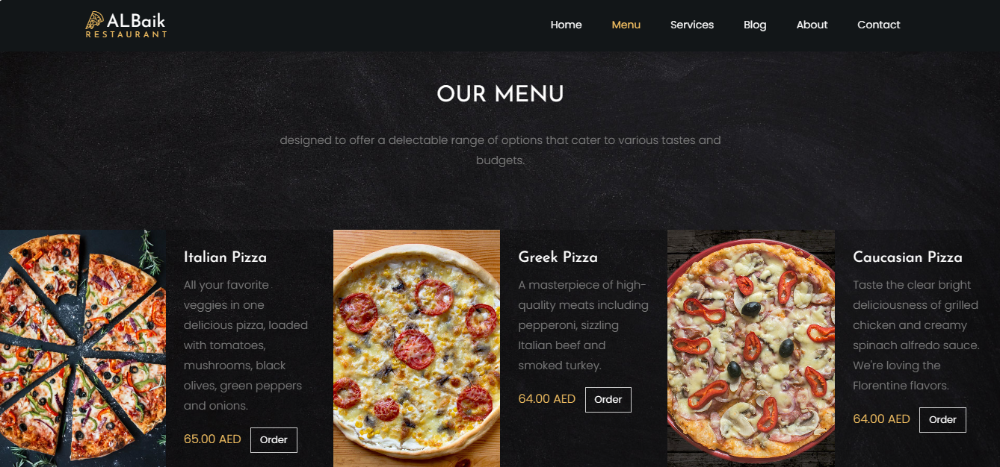 ALBaik
RESTAURANT
Home
Menu
Services
Blog
About
Contact
OUR MENU
designed to offer a delectable range of options that cater to various tastes and
budgets.
Italian Pizza
All your favorite
veggies in one
delicious pizza, loaded
with tomatoes,
mushrooms, black
olives, green peppers
and onions.
65.00 AED
Order
Greek Pizza
A masterpiece of high-
quality meats including
pepperoni, sizzling
Italian beef and
smoked turkey.
64.00 AED
Order
Caucasian Pizza
Taste the clear bright
deliciousness of grilled
chicken and creamy
spinach alfredo sauce.
We're loving the
Florentine flavors.
64.00 AED
Order